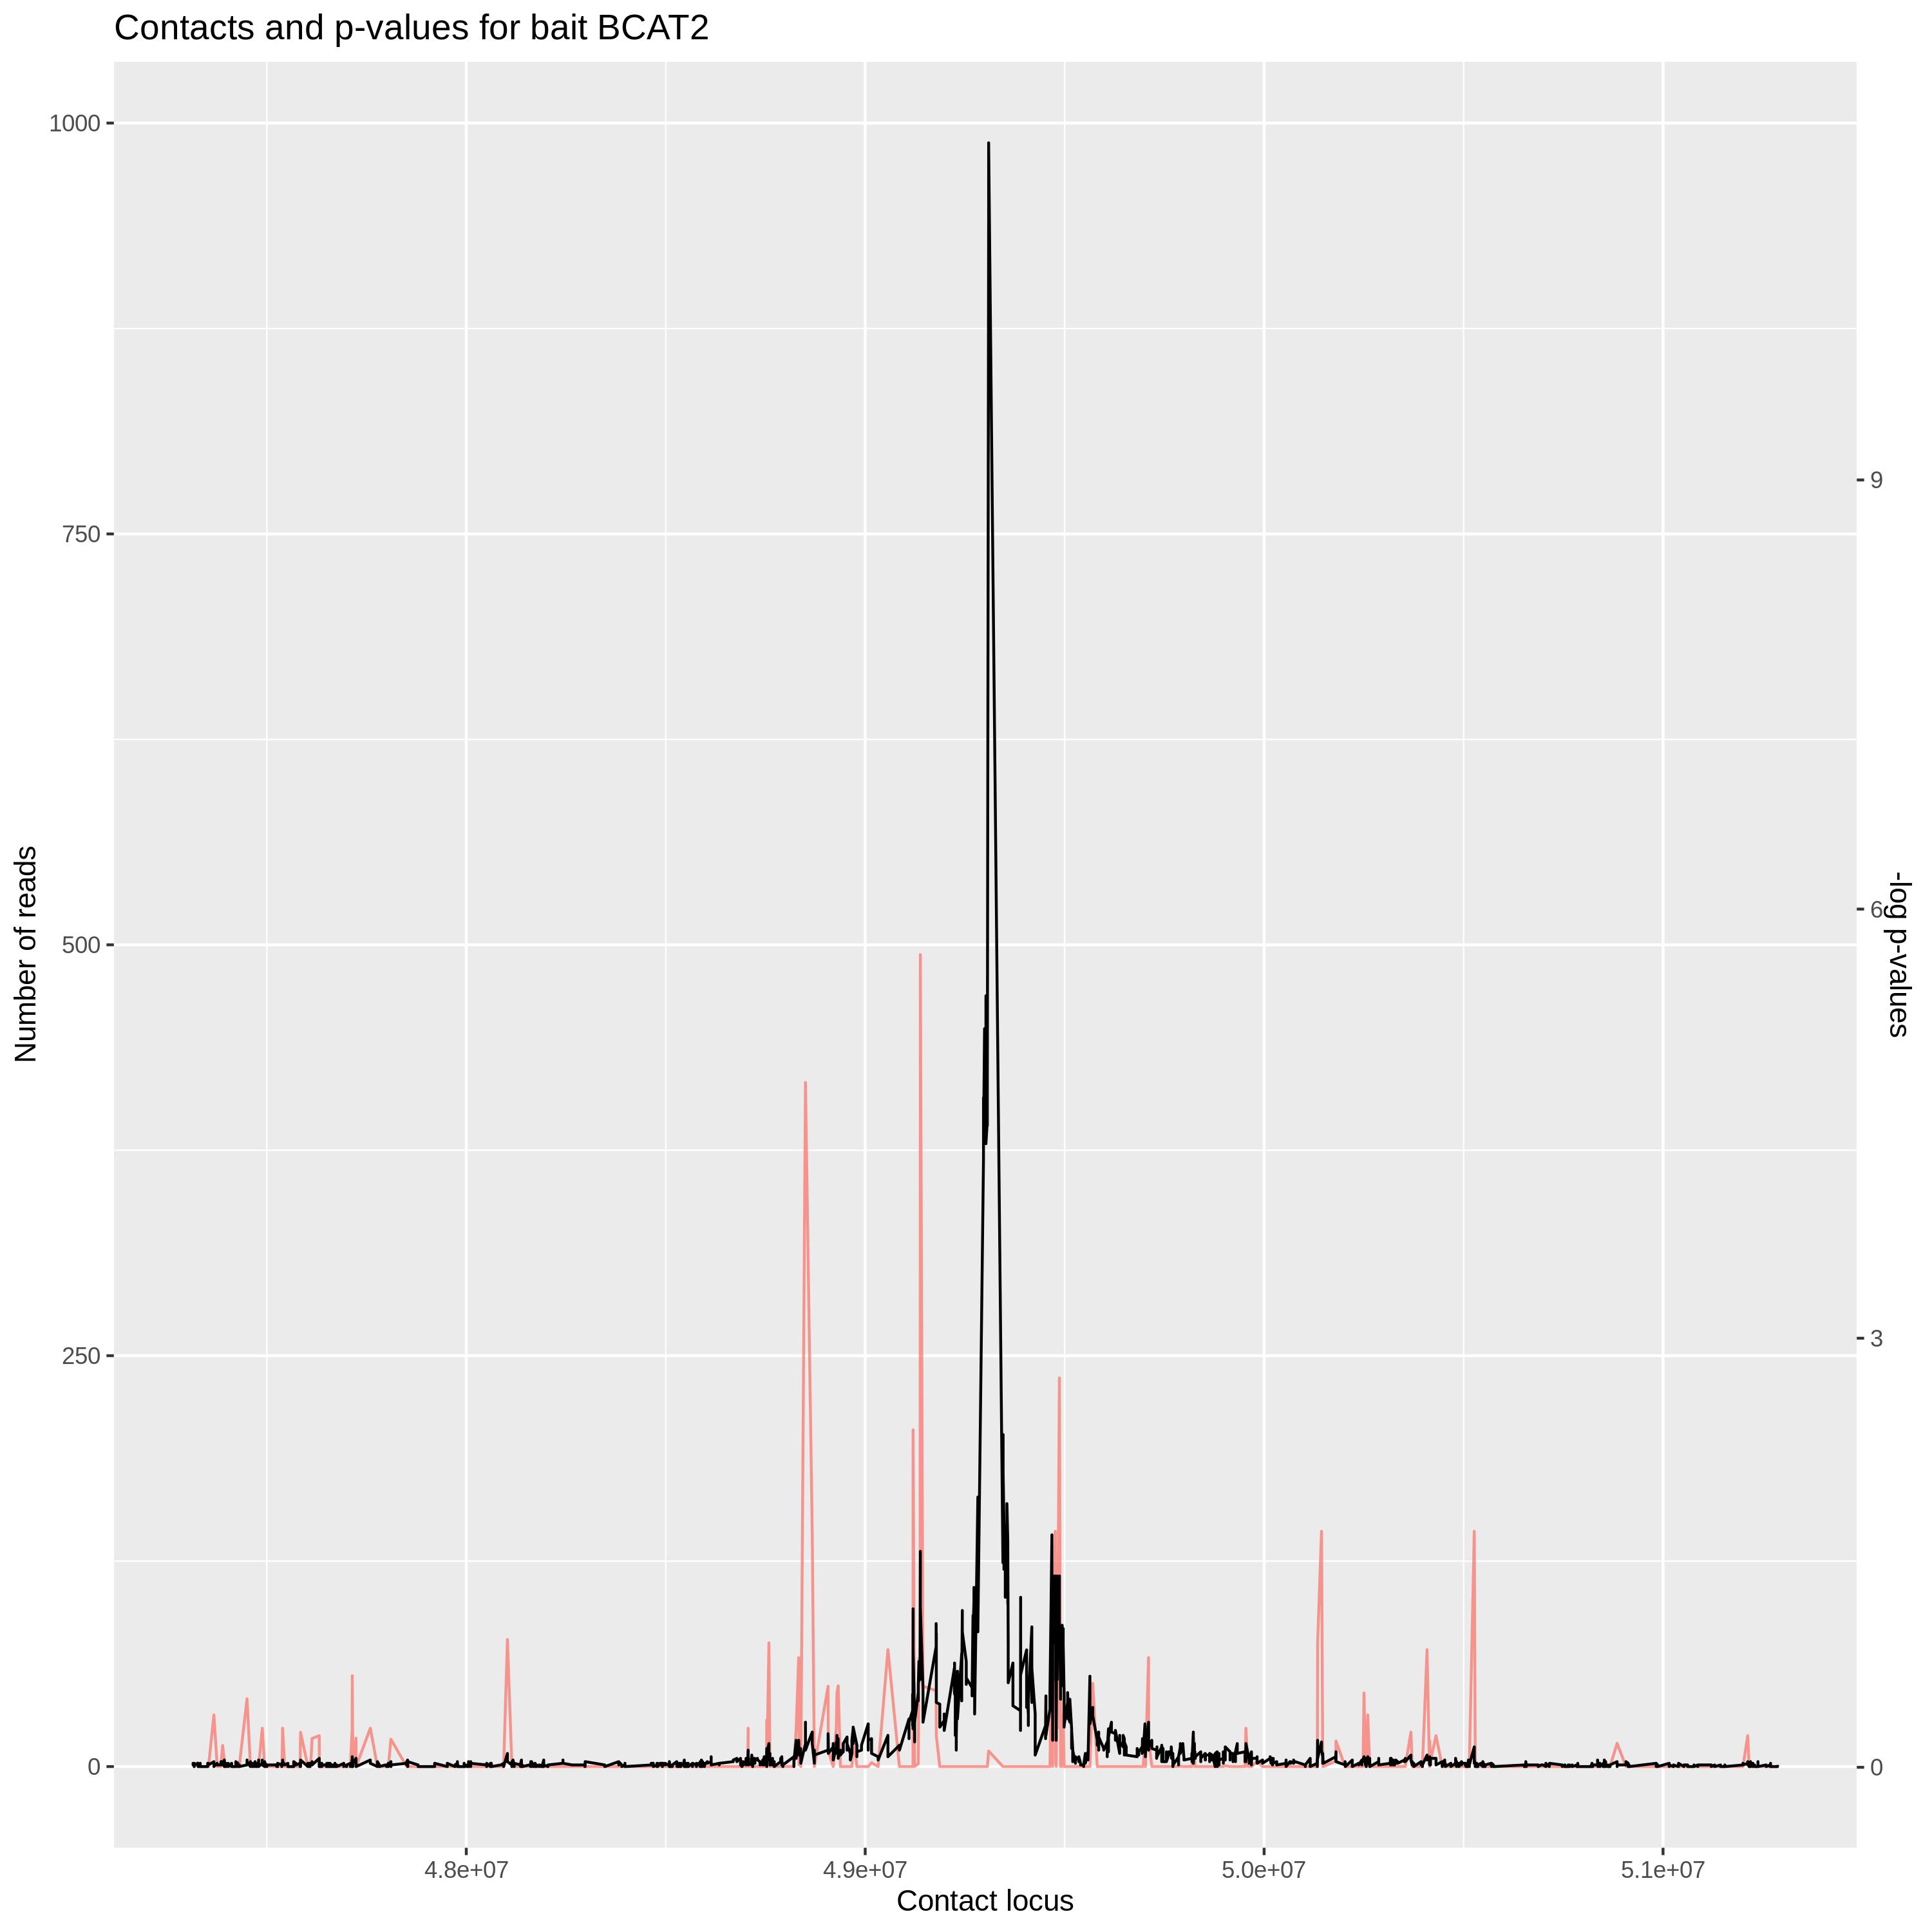 Contacts and p-values for bait BCAT2
1000
750
500
250
0
Number of reads
9
6
3
0
-log p-values
4.8e+07
4.9e+07
5.0e+07
5.1e+07
Contact locus